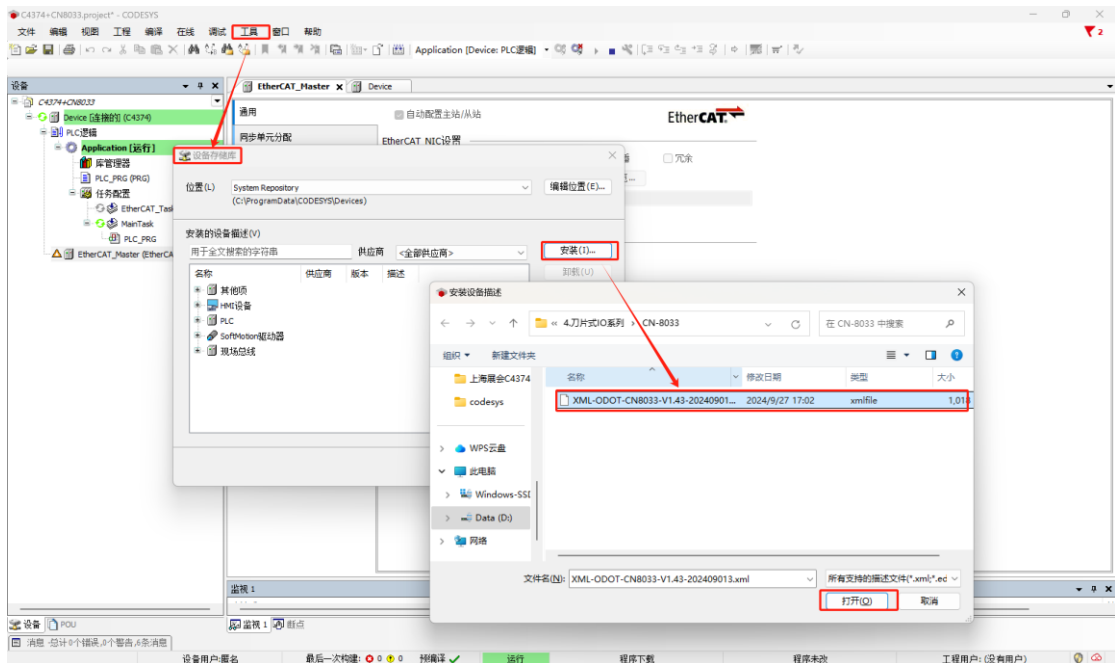 C4374+CN8033.project* - CODESYS
文件 编辑 视图 工程 编译 在线 调试 工具 窗口 帮助
2
Application [Device: PLC逻辑]
设备
EtherCAT_Master
Device
C4374+CN8033
Device [连接的] (C4374)
PLC逻辑
Application [运行]
库管理器
PLC_PRG (PRG)
任务配置
EtherCAT_Task
MainTask
PLC_PRG
EtherCAT_Master (EtherCA
通用
自动配置主站/从站
EtherCAT.
同步单元分配
EtherCAT NIC设置
冗余
设备存储库
位置(L)
System Repository
编辑位置(E)...
(C:\ProgramData\CODESYS\Devices)
安装的设备描述(V)
用于全文搜索的字符串
供应商
<全部供应商>
安装(I)...
卸载(U)
名称 供应商 版本 描述
其他项
HMI设备
PLC
SoftMotion驱动器
现场总线
安装设备描述
« 4.刀片式IO系列 › CN-8033
在 CN-8033 中搜索
组织 新建文件夹
名称 修改日期 类型 大小
上海展会C4374
codesys
XML-ODOT-CN8033-V1.43-20240901... 2024/9/27 17:02 xmlfile 1,018
WPS云盘
此电脑
Windows-SSD
Data (D:)
网络
文件名(N):
XML-ODOT-CN8033-V1.43-202409013.xml
所有支持的描述文件(*.xml;*.ed
打开(O)
取消
监视 1
设备 POU
监视 1 断点
消息 -总计0个错误,0个警告,6条消息
设备用户:匿名 最后一次构建: 0 0 预编译 运行 程序下载 程序未改 工程用户: (没有用户)